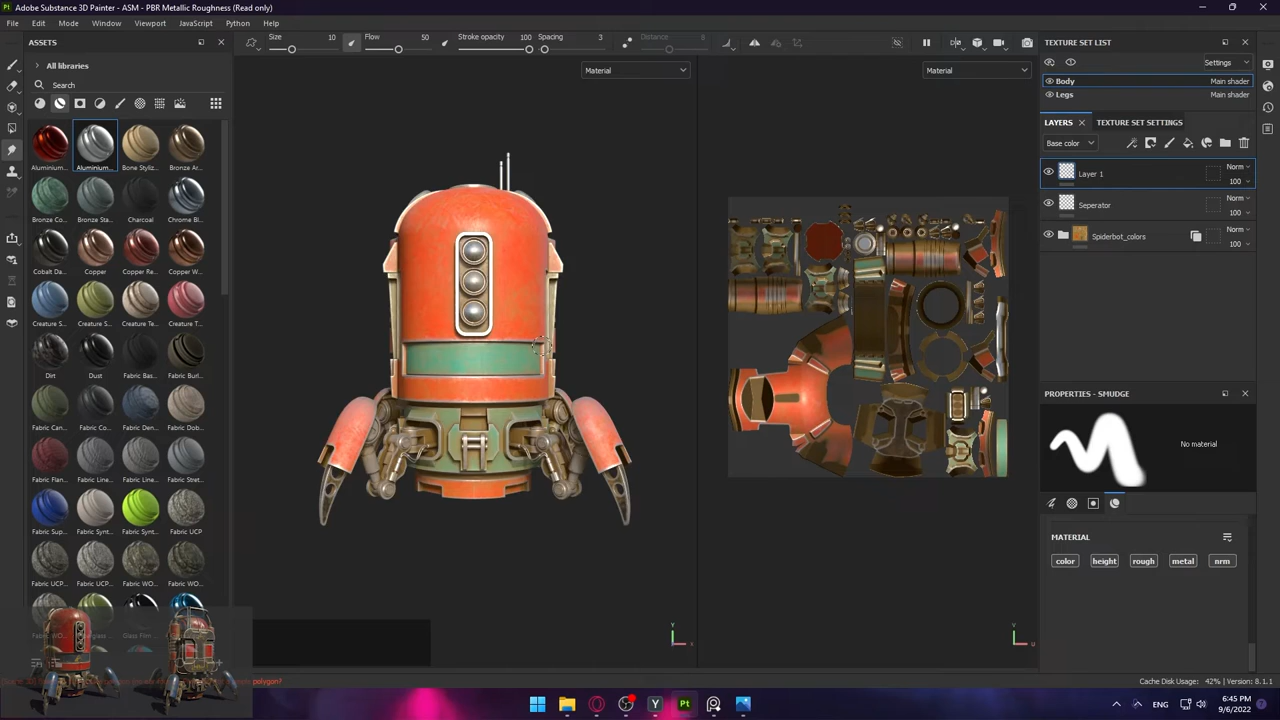 Adobe Substance 3D Painter - ASM - PBR Metallic Roughness (Read only)
File Edit Mode Window Viewport JavaScript Python Help
ASSETS
All libraries
Search
Aluminium... Aluminium... Bone Styliz... Bronze Ar...
Bronze Co... Bronze Sta... Charcoal Chrome Bl...
Cobalt Da... Copper Copper Re... Copper W...
Creature S... Creature S... Creature Te... Creature T...
Dirt Dust Fabric Bas... Fabric Burl...
Fabric Can... Fabric Co... Fabric Den... Fabric Dob...
Fabric Flan... Fabric Line... Fabric Line... Fabric Stret...
Fabric Sup... Fabric Synt... Fabric Synt... Fabric UCP
Fabric UCP... Fabric UCP... Fabric WO... Fabric WO...
Glass Film
polygon?
Size 10 Flow 50 Stroke opacity 100 Spacing 3 Distance 8
Material
Y
X
Material
V
U
TEXTURE SET LIST
Settings
Body Main shader
Legs Main shader
LAYERS TEXTURE SET SETTINGS
Base color
Layer 1 Norm 100
Seperator Norm 100
Spiderbot_colors Norm 100
PROPERTIES - SMUDGE
No material
MATERIAL
color height rough metal nrm
Cache Disk Usage: 42% | Version: 8.1.1
ENG
6:45 PM
9/6/2022